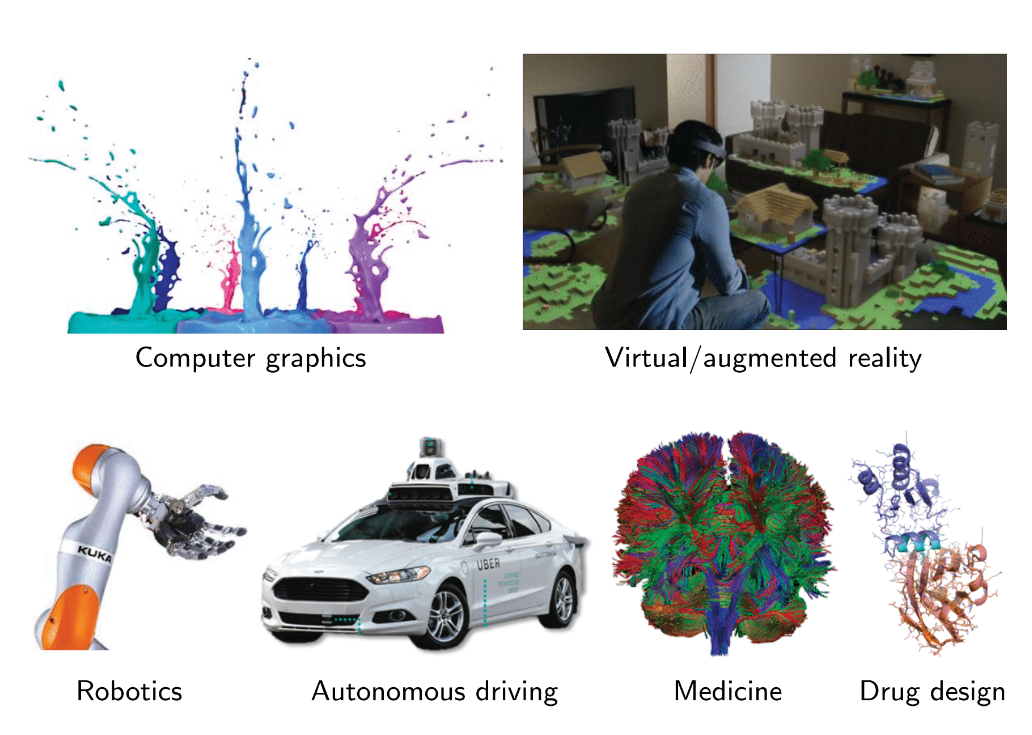 Computer graphics
Virtual/augmented reality
KUKA
UBER
Robotics
Autonomous driving
Medicine
Drug design